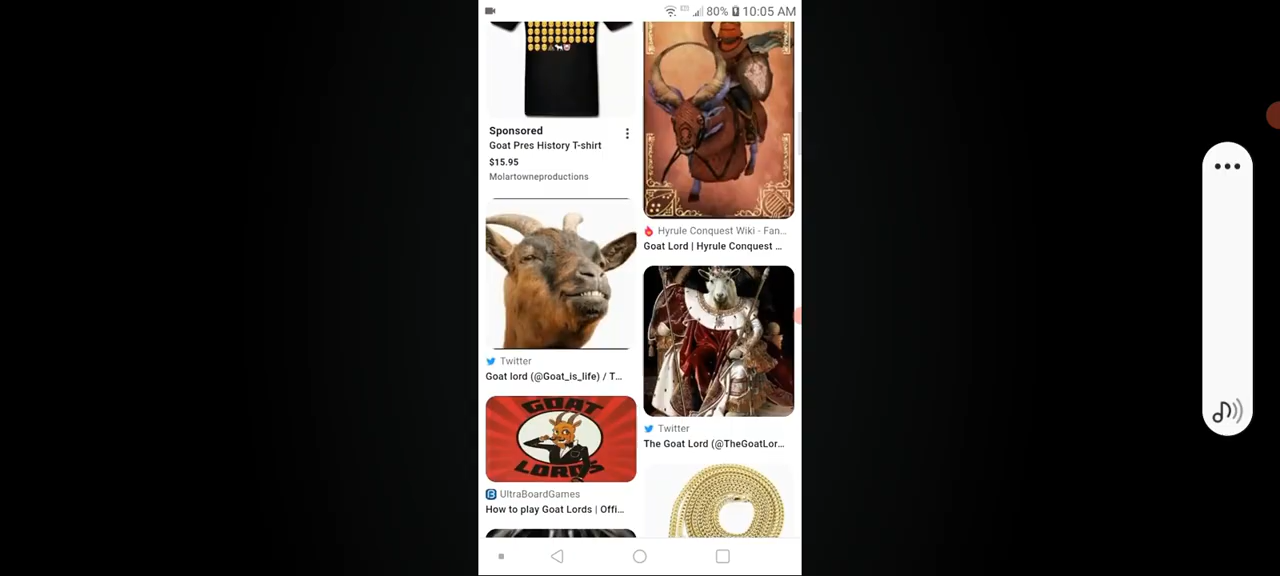 80% 10:05 AM
Sponsored
Goat Pres History T-shirt
$15.95
Molartowneproductions
Hyrule Conquest Wiki - Fan...
Goat Lord | Hyrule Conquest ...
Twitter
Goat lord (@Goat_is_life) / T...
Twitter
The Goat Lord (@TheGoatLor...
GOAT
LORDS
UltraBoardGames
How to play Goat Lords | Offi...